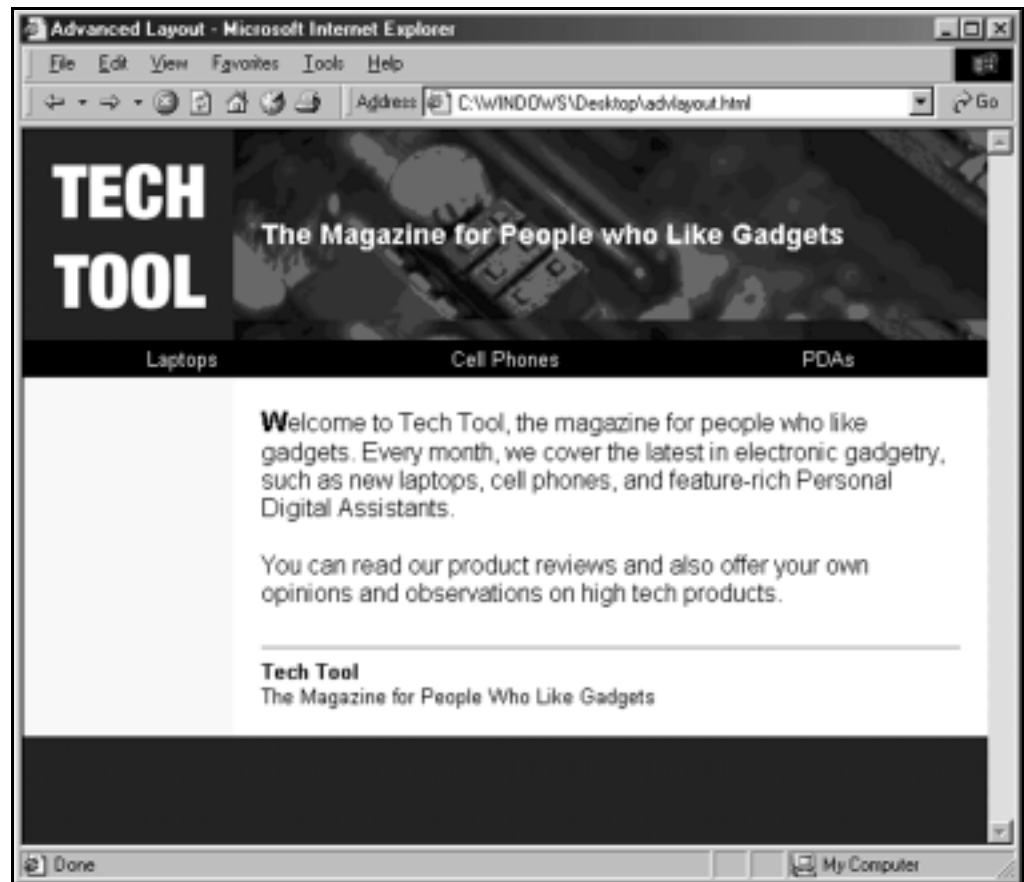 Advanced Layout - Microsoft Internet Explorer
File Edit View Favorites Tools Help
Address C:\WINDOWS\Desktop\advlayout.html Go
TECH
TOOL
The Magazine for People who Like Gadgets
Laptops Cell Phones PDAs
Welcome to Tech Tool, the magazine for people who like
gadgets. Every month, we cover the latest in electronic gadgetry,
such as new laptops, cell phones, and feature-rich Personal
Digital Assistants.
You can read our product reviews and also offer your own
opinions and observations on high tech products.
Tech Tool
The Magazine for People Who Like Gadgets
Done My Computer